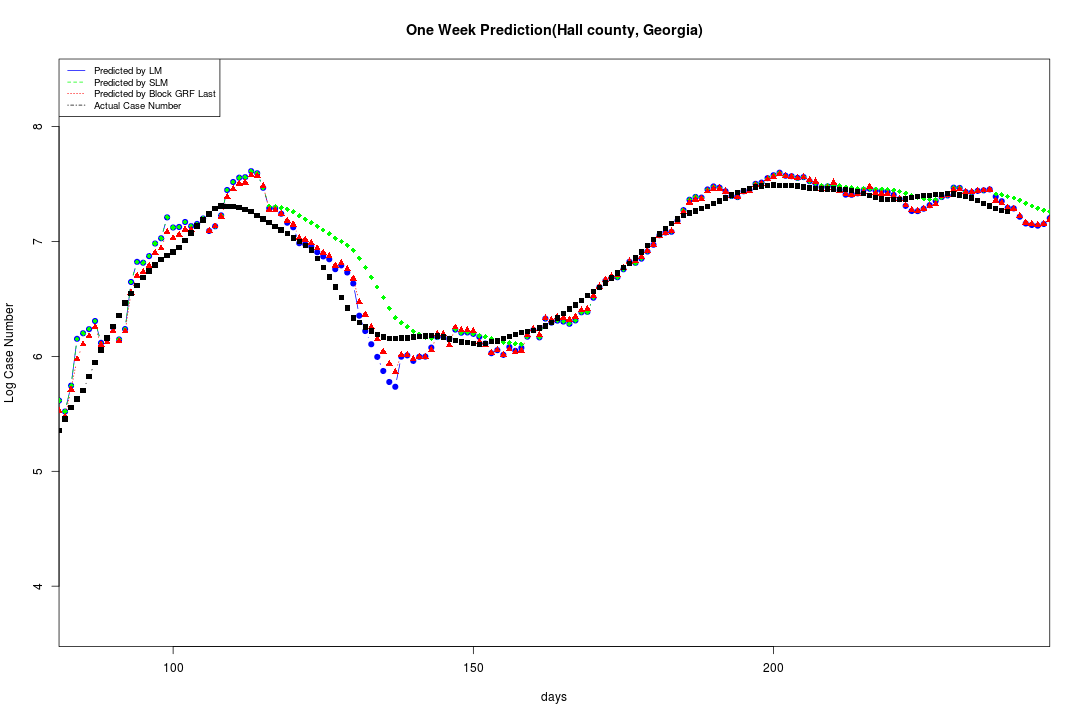 One Week Prediction(Hall county, Georgia)
Predicted by LM
Predicted by SLM
Predicted by Block GRF Last
Actual Case Number
8
7
6
5
4
Log Case Number
100 150 200
days